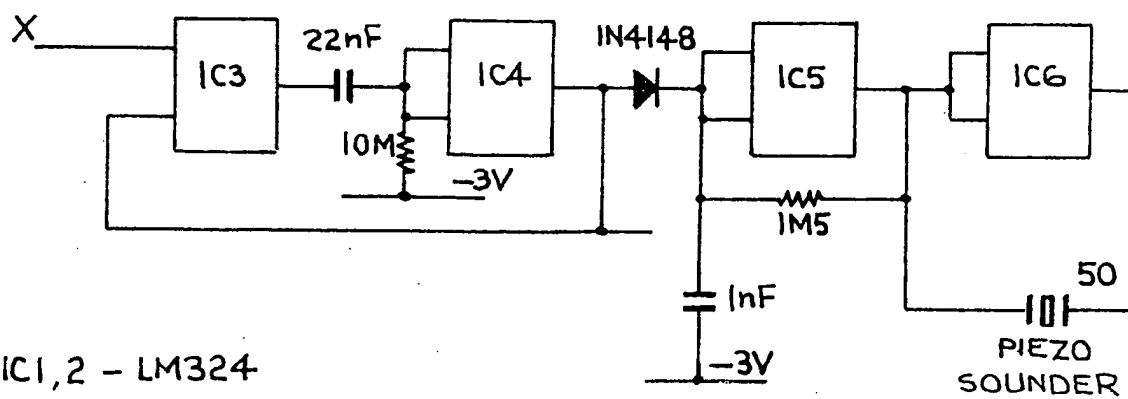 X
IC3
22nF
IC4
1N4148
IC5
IC6
10M
-3V
1M5
1nF
50
-3V
PIEZO
SOUNDER
IC1,2 - LM324